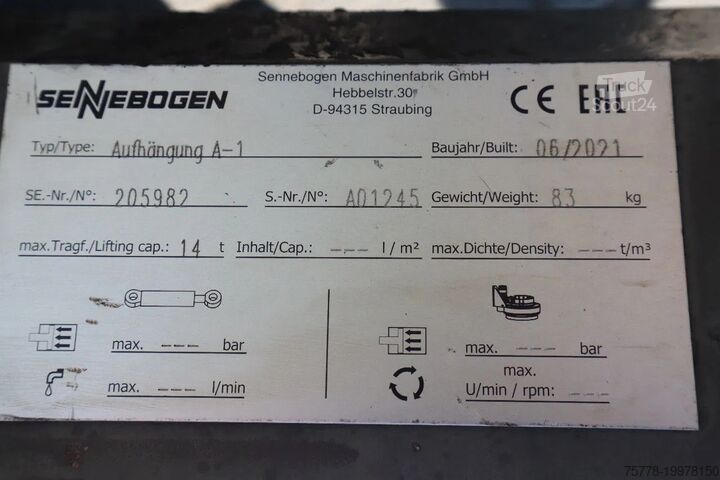 SENNEBOGEN
Sennebogen Maschinenfabrik GmbH
Hebbelstr.30
D-94315 Straubing
CE EAC
Truck
Scout24
Typ/Type: Aufhängung A-1
Baujahr/Built: 06/2021
SE.-Nr./N°: 205982
S.-Nr./N°: A01245
Gewicht/Weight: 83 kg
max.Tragf./Lifting cap.: 14 t
Inhalt/Cap.: --- l / m²
max.Dichte/Density: ---t/m³
max. --- bar
max. --- bar
max. --- l/min
max.
U/min / rpm: ---
75778-19978150